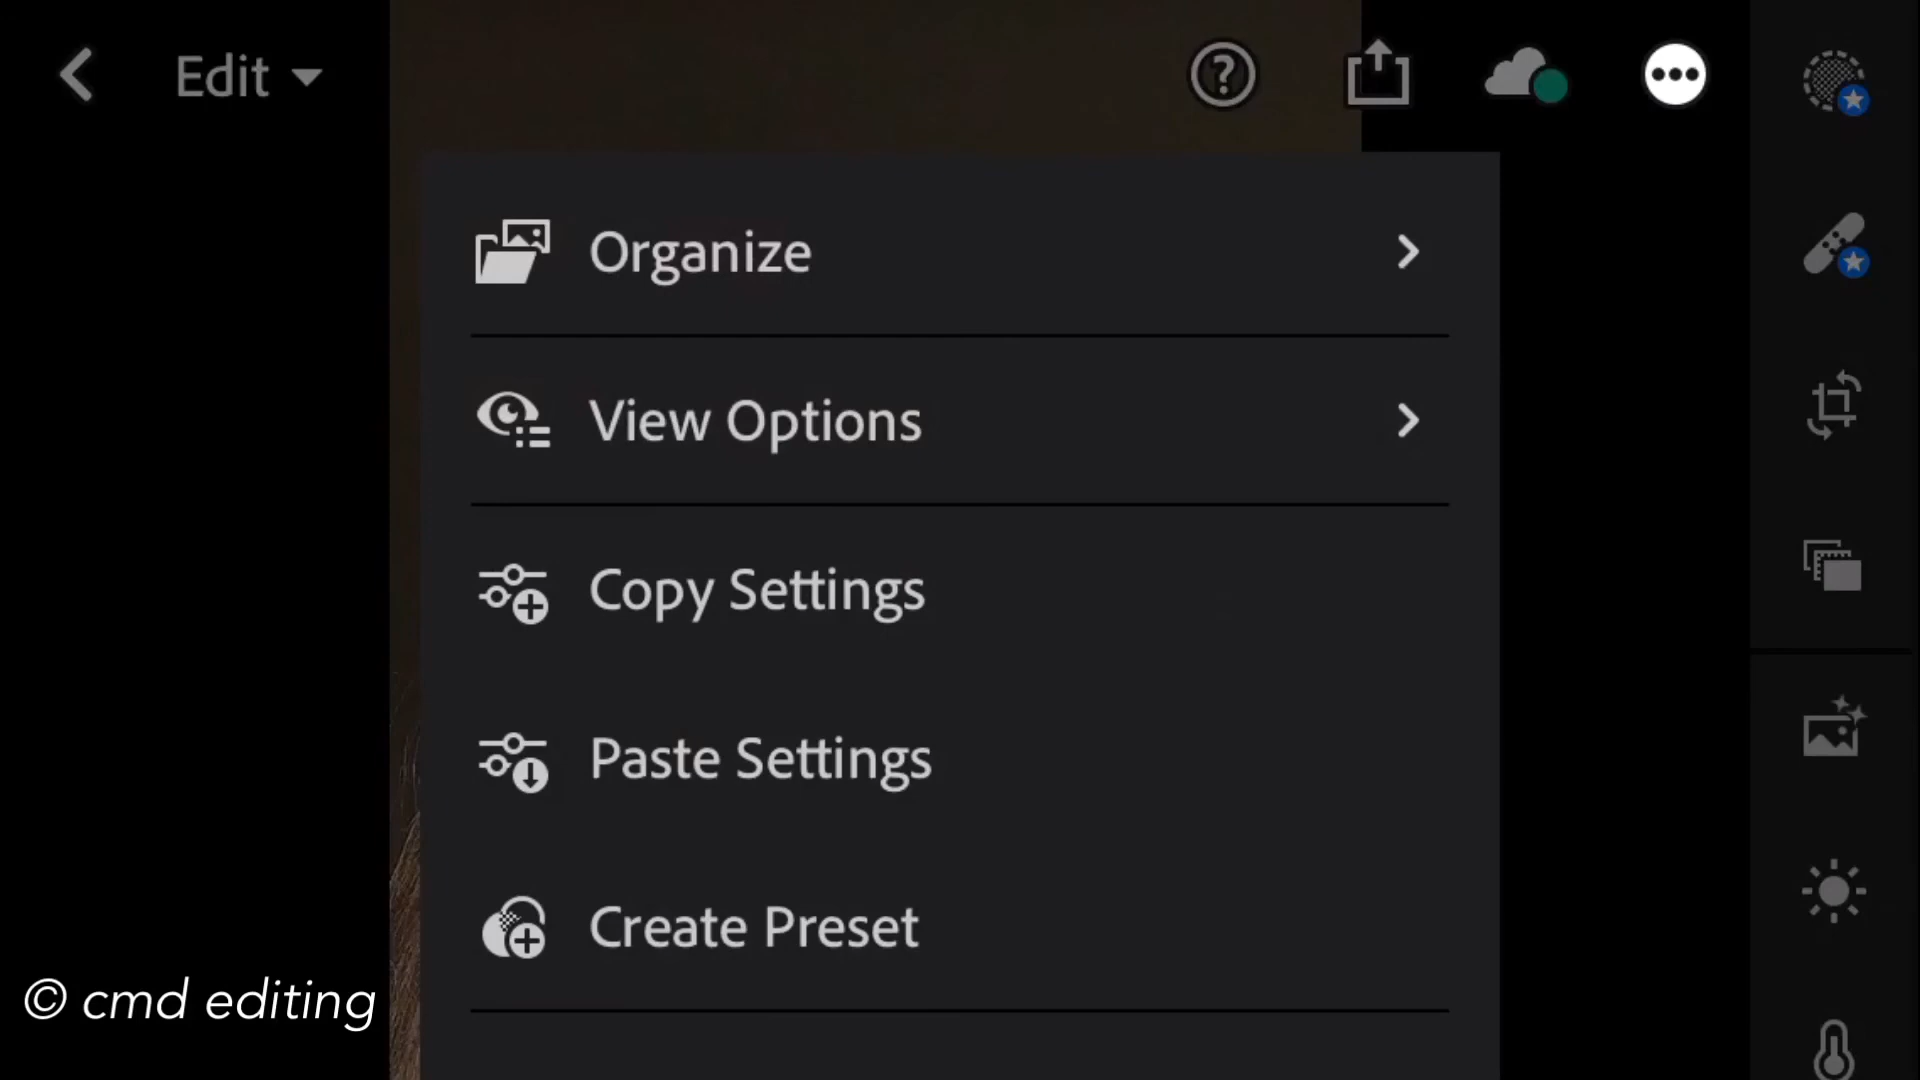 Edit
Organize
View Options
Copy Settings
Paste Settings
Create Preset
© cmd editing